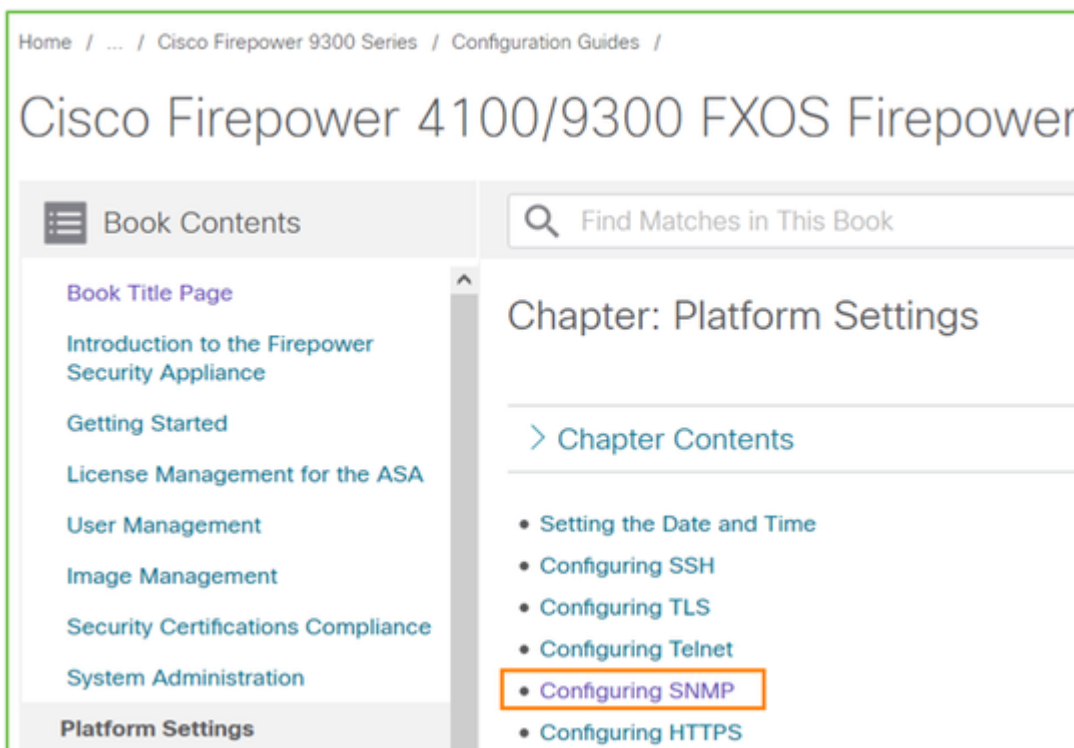 Home / ... / Cisco Firepower 9300 Series / Configuration Guides /
Cisco Firepower 4100/9300 FXOS Firepower
Book Contents
Find Matches in This Book
Book Title Page
Introduction to the Firepower
Security Appliance
Getting Started
License Management for the ASA
User Management
Image Management
Security Certifications Compliance
System Administration
Platform Settings
Chapter: Platform Settings
> Chapter Contents
• Setting the Date and Time
• Configuring SSH
• Configuring TLS
• Configuring Telnet
• Configuring SNMP
• Configuring HTTPS